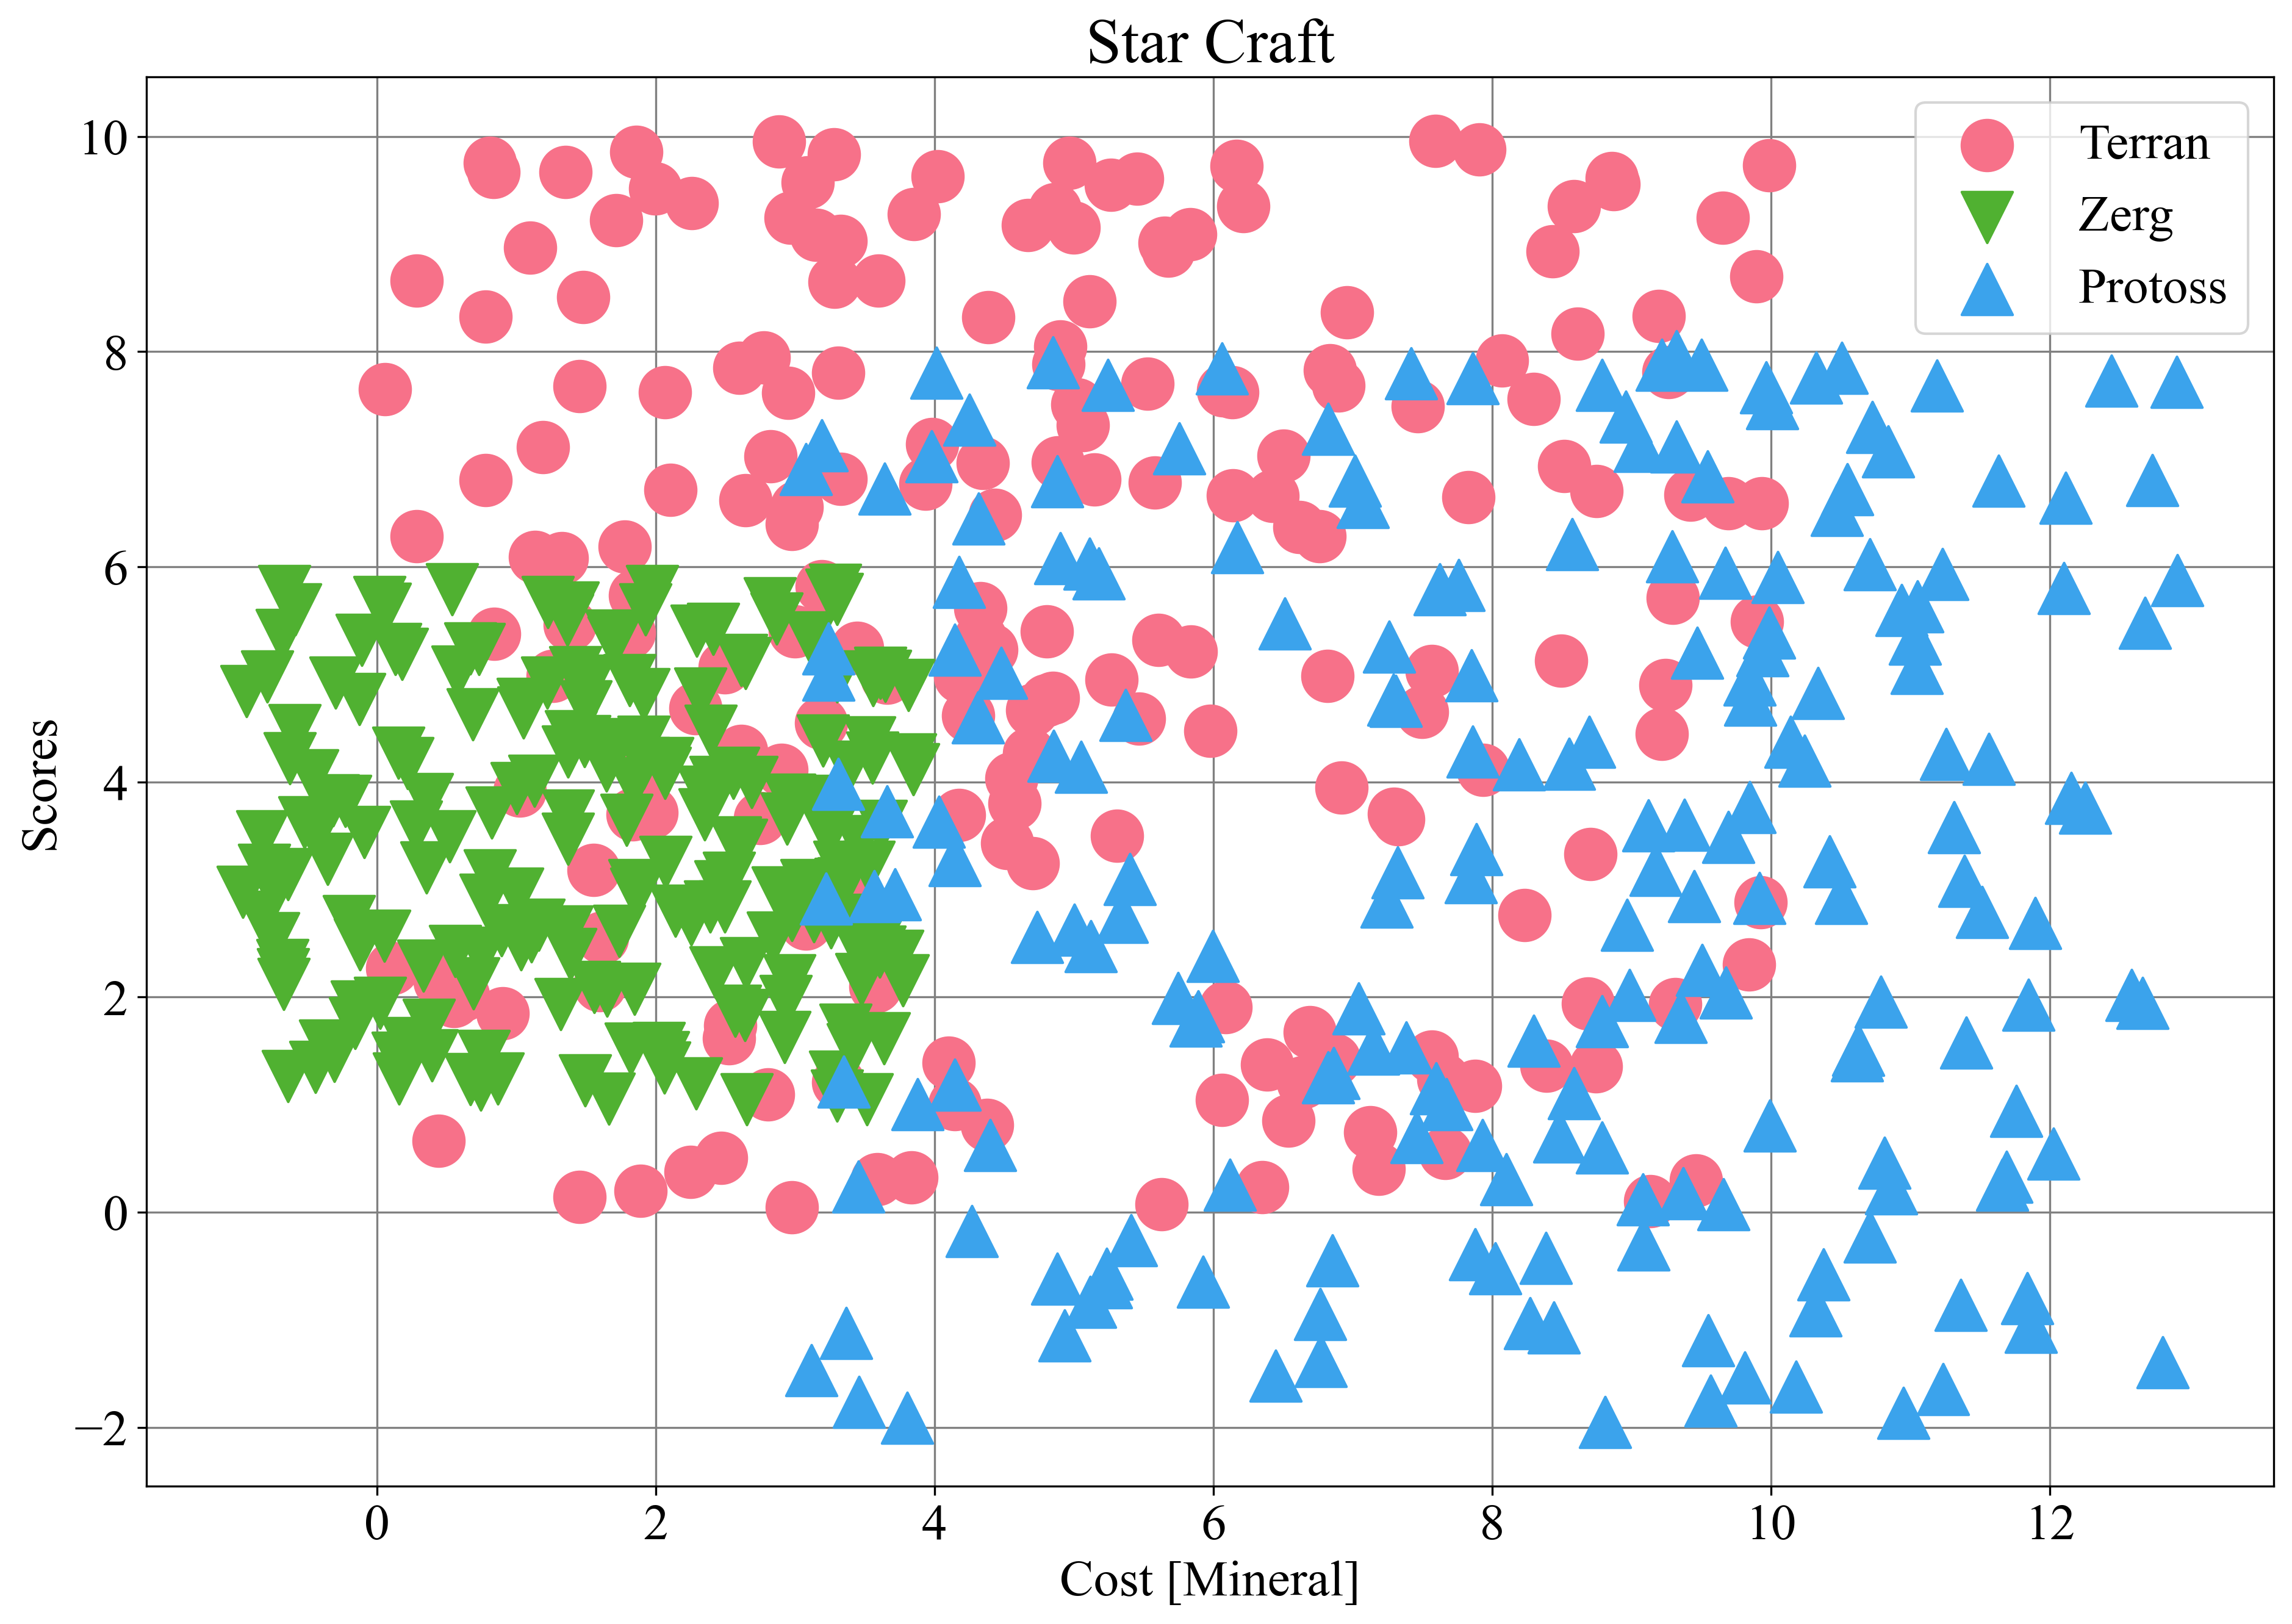 Star Craft
Terran
Zerg
Protoss
10
8
6
4
2
0
−2
Scores
0 2 4 6 8 10 12
Cost [Mineral]